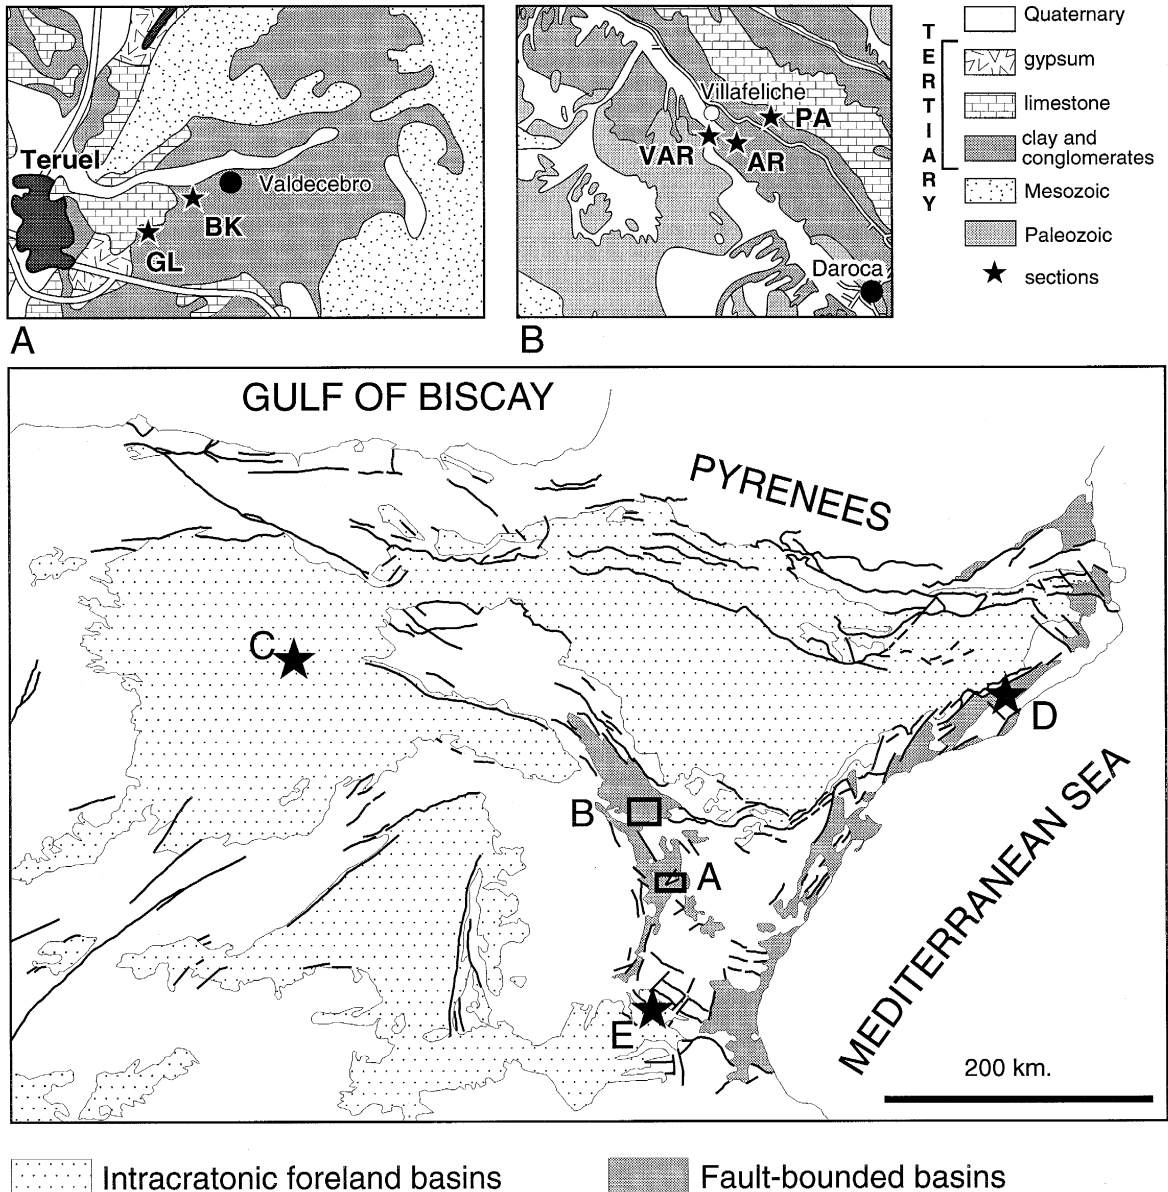 Teruel
Valdecebro
BK
GL
A
Villafeliche
PA
VAR
AR
Daroca
B
TERTIARY
Quaternary
gypsum
limestone
clay and
conglomerates
Mesozoic
Paleozoic
sections
GULF OF BISCAY
PYRENEES
C
D
B
A
E
MEDITERRANEAN SEA
200 km.
Intracratonic foreland basins
Fault-bounded basins